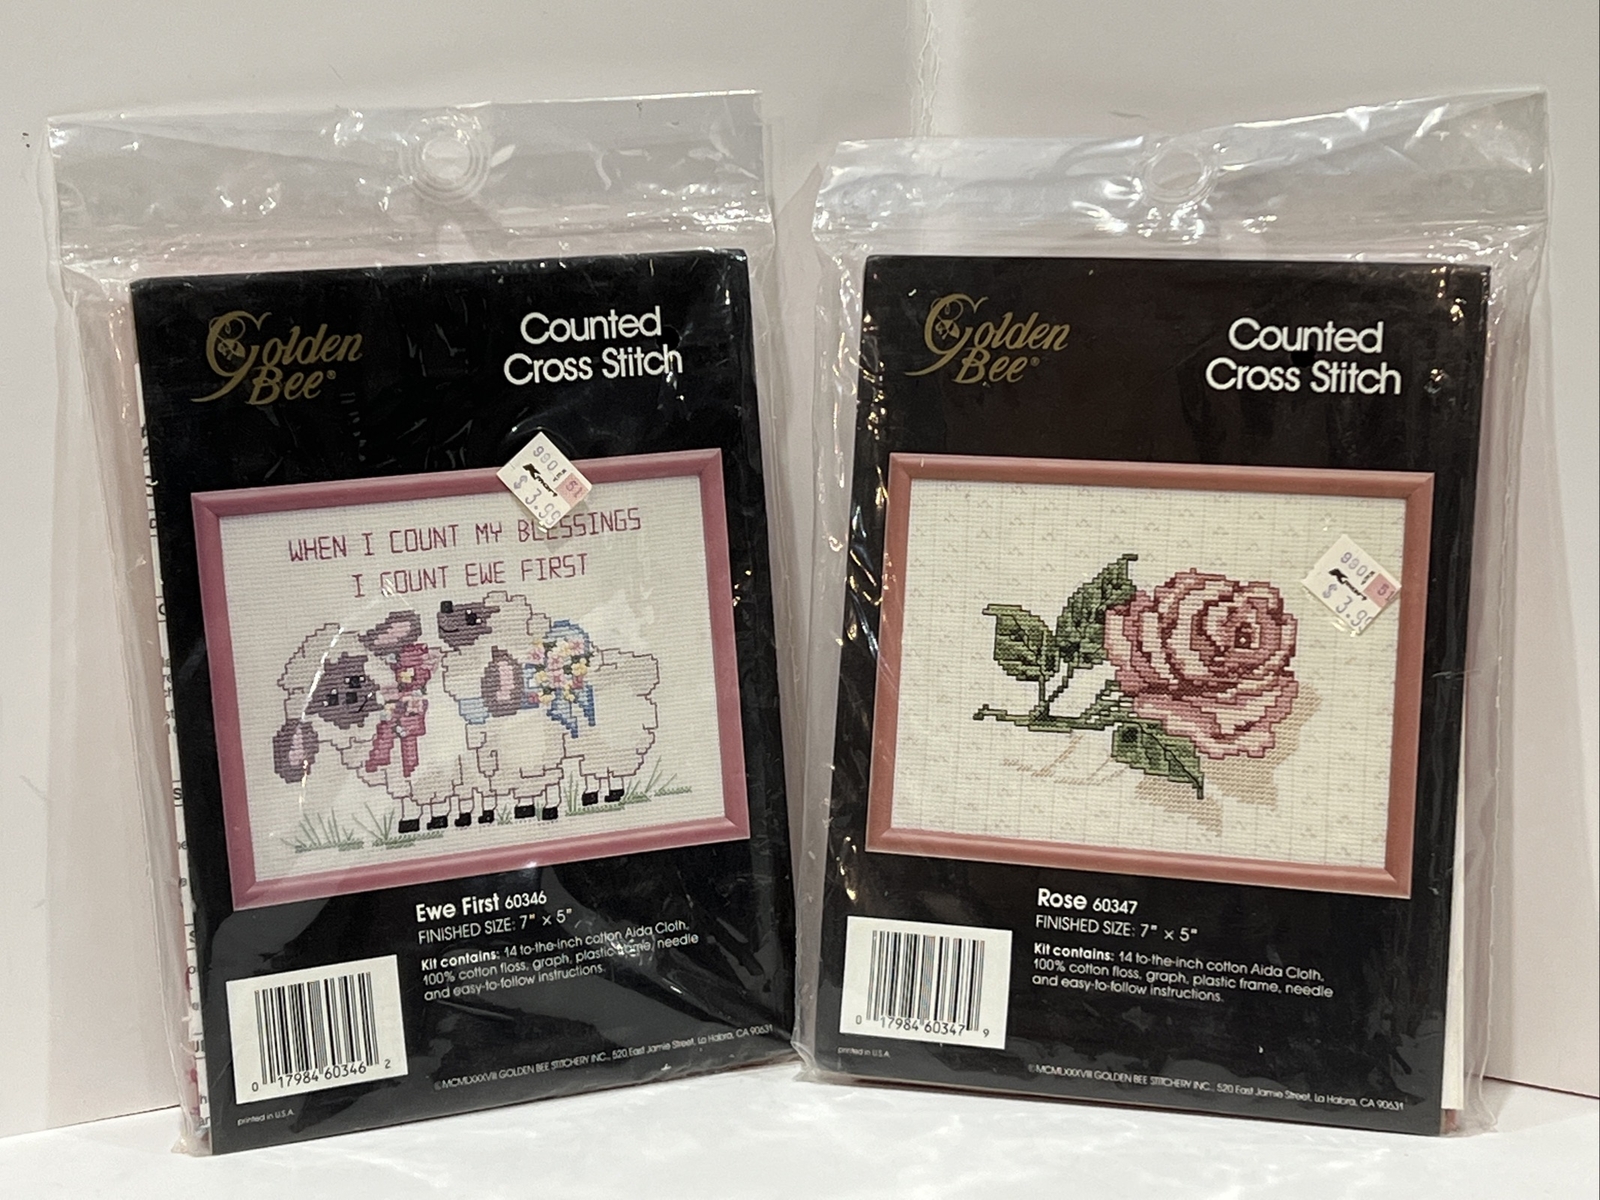 Golden
Bee®
Counted
Cross Stitch
990
Kmart 51
$3.99
WHEN I COUNT MY BLESSINGS
I COUNT EWE FIRST
Ewe First 60346
FINISHED SIZE: 7" × 5"
Kit contains: 14 to-the-inch cotton Aida Cloth,
100% cotton floss, graph, plastic frame, needle
and easy-to-follow instructions.
0 17984 60346 2
©MCMLXXXVIII GOLDEN BEE STITCHERY INC., 520 East Jamie Street, La Habra, CA 90631
printed in U.S.A.
Golden
Bee®
Counted
Cross Stitch
Kmart 51
$3.99
Rose 60347
FINISHED SIZE: 7" × 5"
Kit contains: 14 to-the-inch cotton Aida Cloth,
100% cotton floss, graph, plastic frame, needle
and easy-to-follow instructions.
0 17984 60347 9
printed in U.S.A.
©MCMLXXXVIII GOLDEN BEE STITCHERY INC., 520 East Jamie Street, La Habra, CA 90631